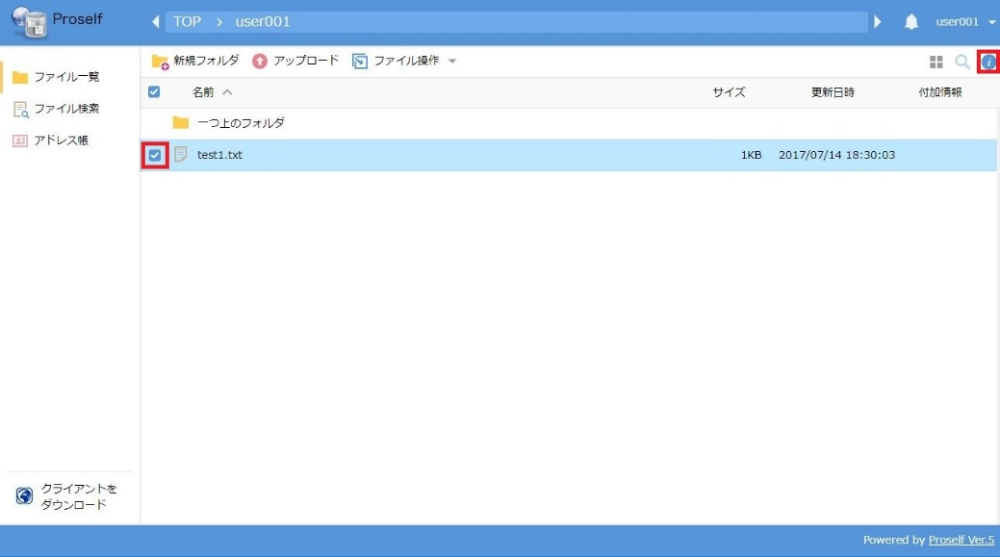 Proself
TOP > user001
user001
新規フォルダ アップロード ファイル操作
ファイル一覧
ファイル検索
アドレス帳
名前 サイズ 更新日時 付加情報
一つ上のフォルダ
test1.txt 1KB 2017/07/14 18:30:03
クライアントを
ダウンロード
Powered by Proself Ver.5